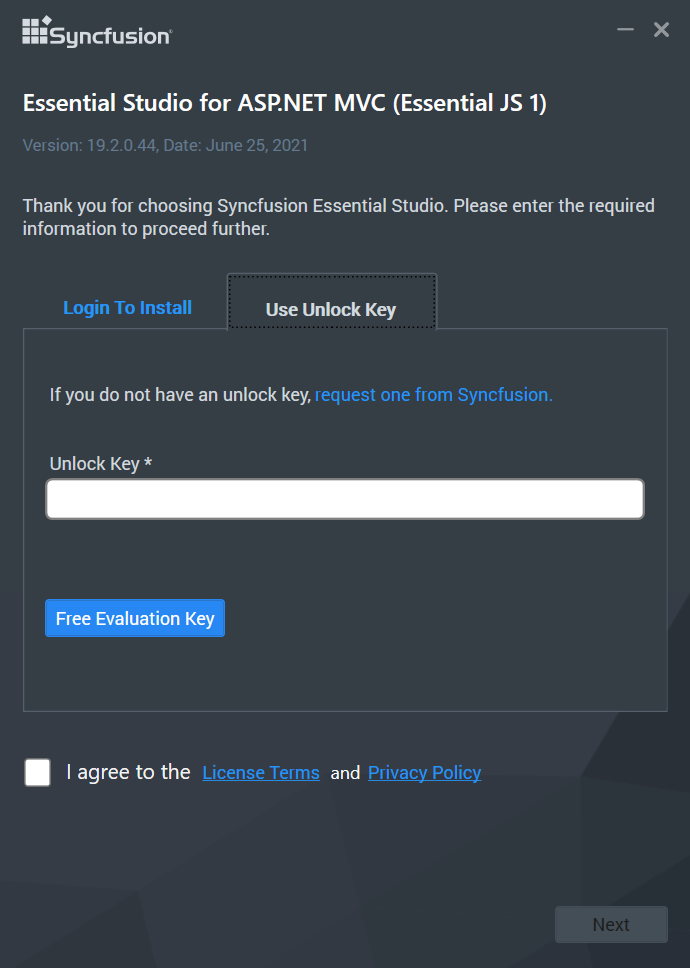 Syncfusion
Essential Studio for ASP.NET MVC (Essential JS 1)
Version: 19.2.0.44, Date: June 25, 2021
Thank you for choosing Syncfusion Essential Studio. Please enter the required
information to proceed further.
Login To Install
Use Unlock Key
If you do not have an unlock key, request one from Syncfusion.
Unlock Key *
Free Evaluation Key
I agree to the License Terms and Privacy Policy
Next